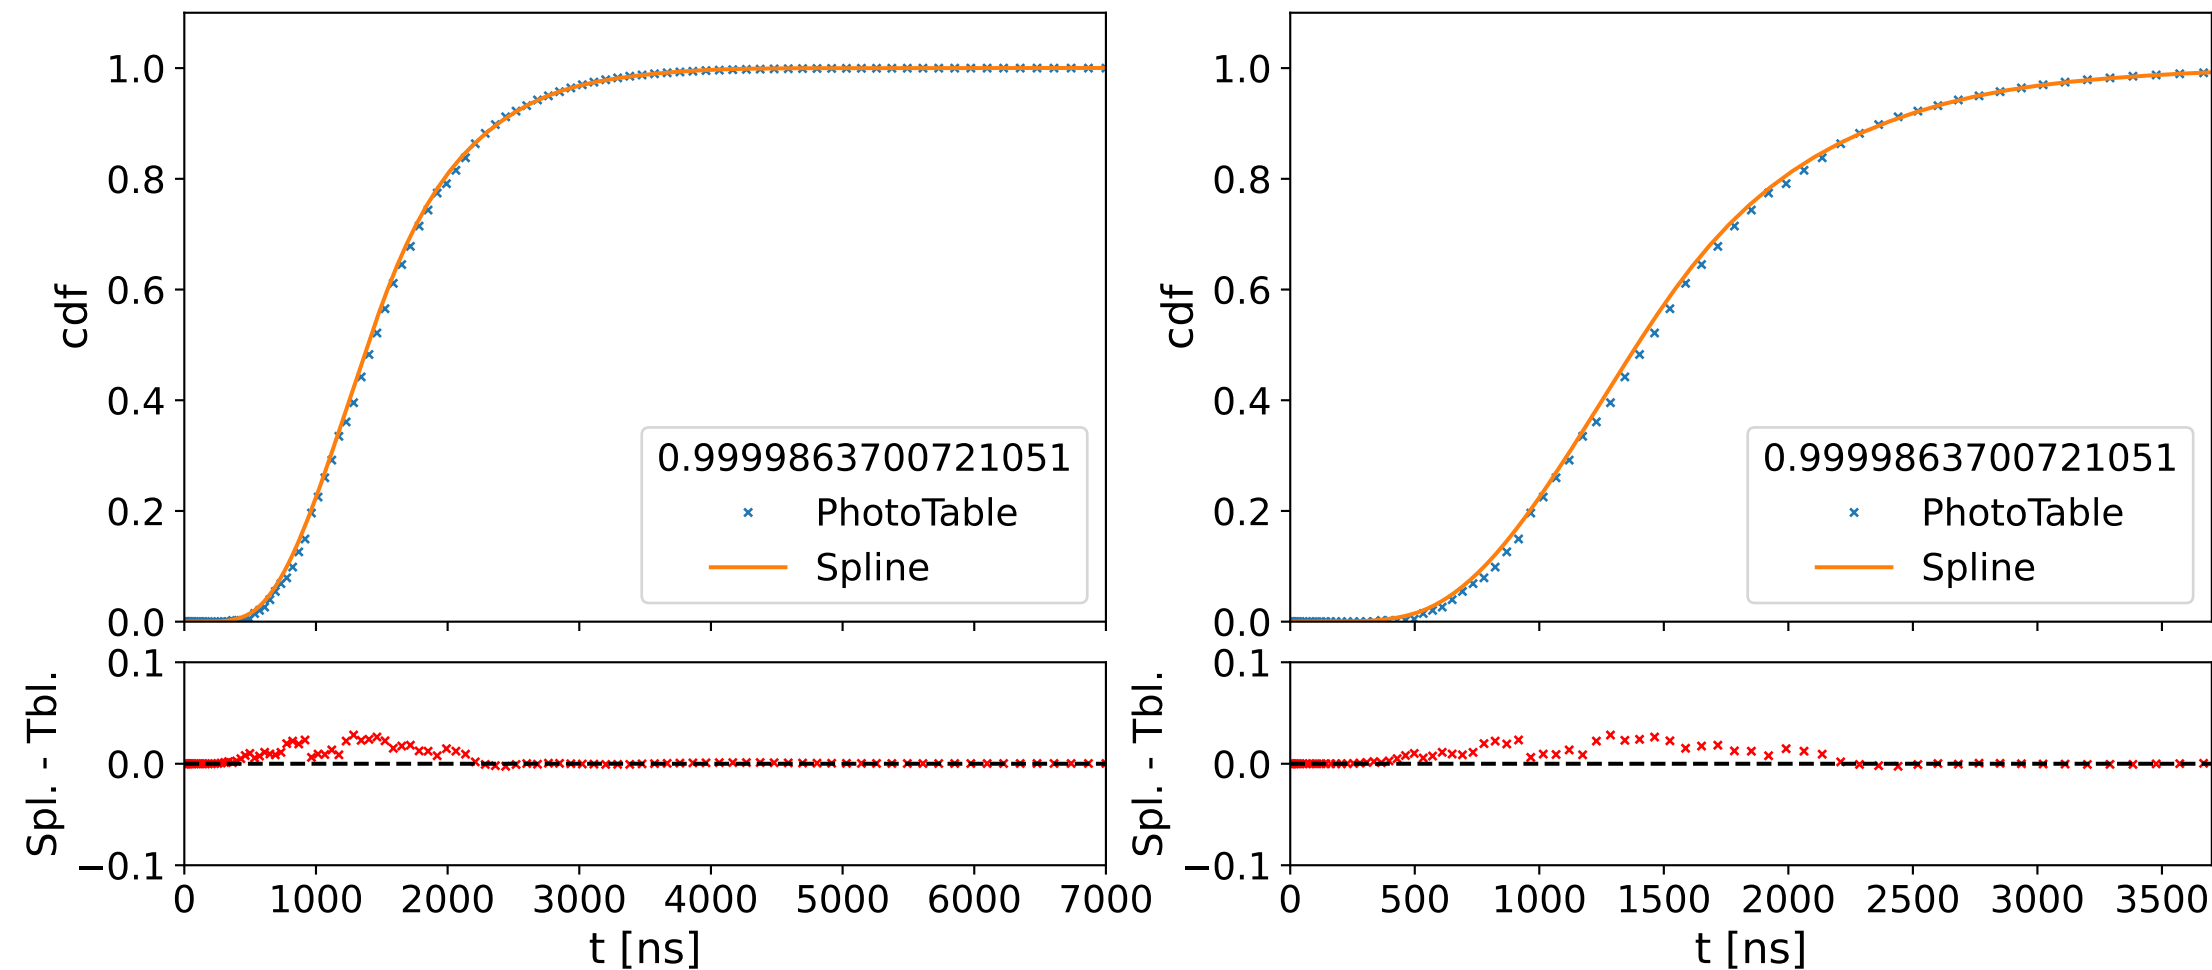 cdf
1.0
0.8
0.6
0.4
0.2
0.0
0.9999863700721051
PhotoTable
Spline
Spl. - Tbl.
0.1
0.0
−0.1
0 1000 2000 3000 4000 5000 6000 7000
t [ns]
cdf
1.0
0.8
0.6
0.4
0.2
0.0
0.9999863700721051
PhotoTable
Spline
Spl. - Tbl.
0.1
0.0
−0.1
0 500 1000 1500 2000 2500 3000 3500
t [ns]